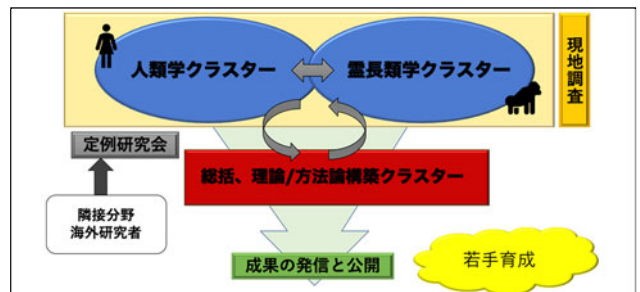 人類学クラスター
霊長類学クラスター
現地調査
定例研究会
総括、理論/方法論構築クラスター
隣接分野
海外研究者
成果の発信と公開
若手育成